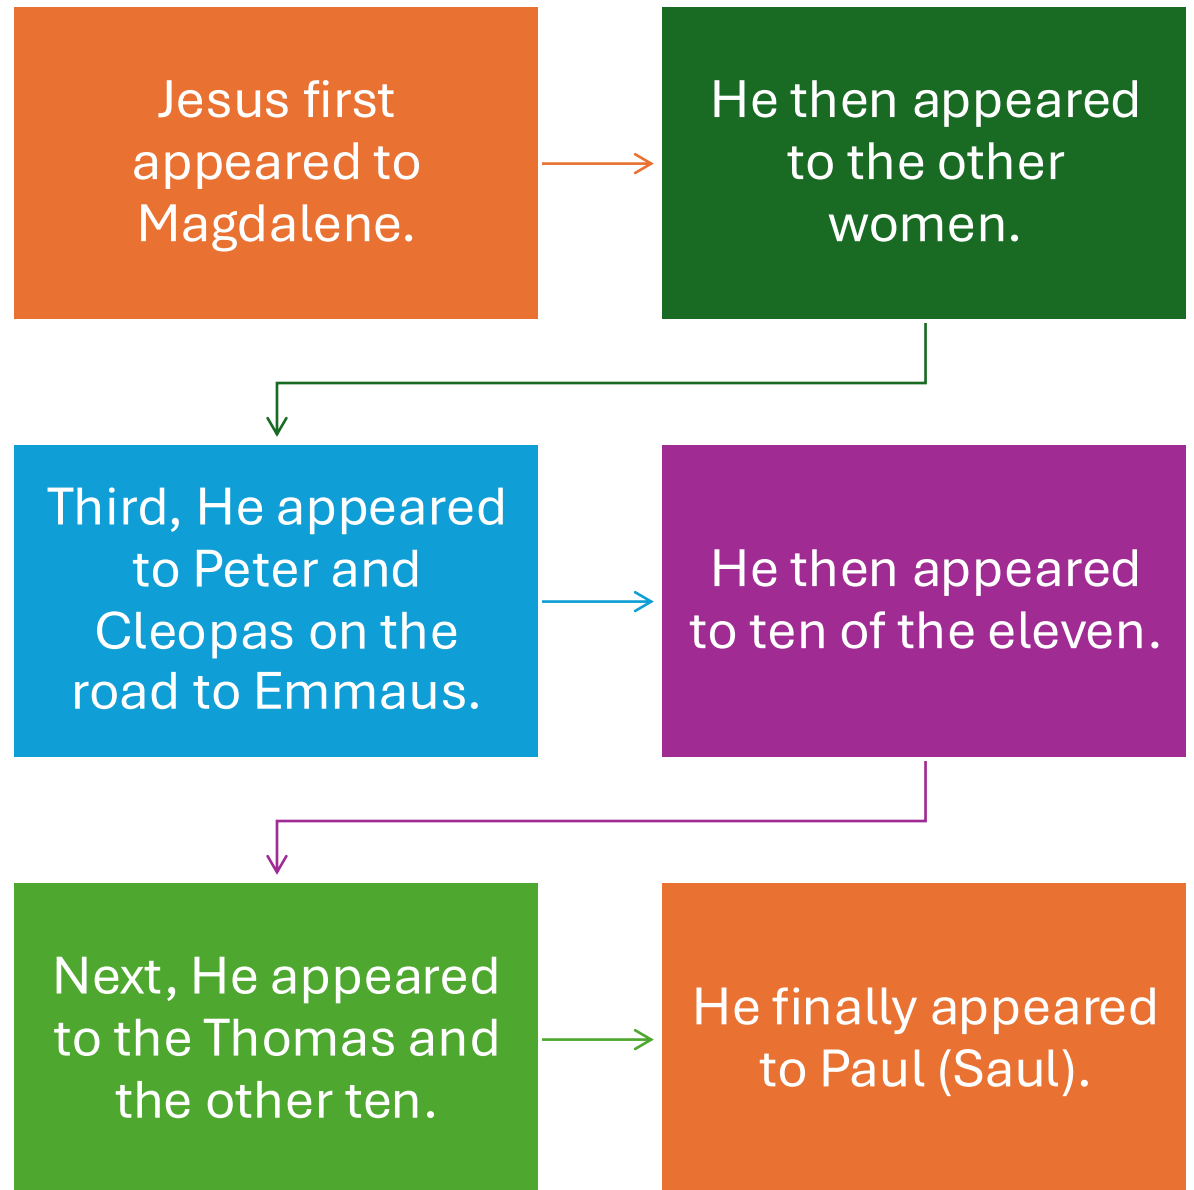 Jesus first
appeared to
Magdalene.
He then appeared
to the other
women.
Third, He appeared
to Peter and
Cleopas on the
road to Emmaus.
He then appeared
to ten of the eleven.
Next, He appeared
to the Thomas and
the other ten.
He finally appeared
to Paul (Saul).